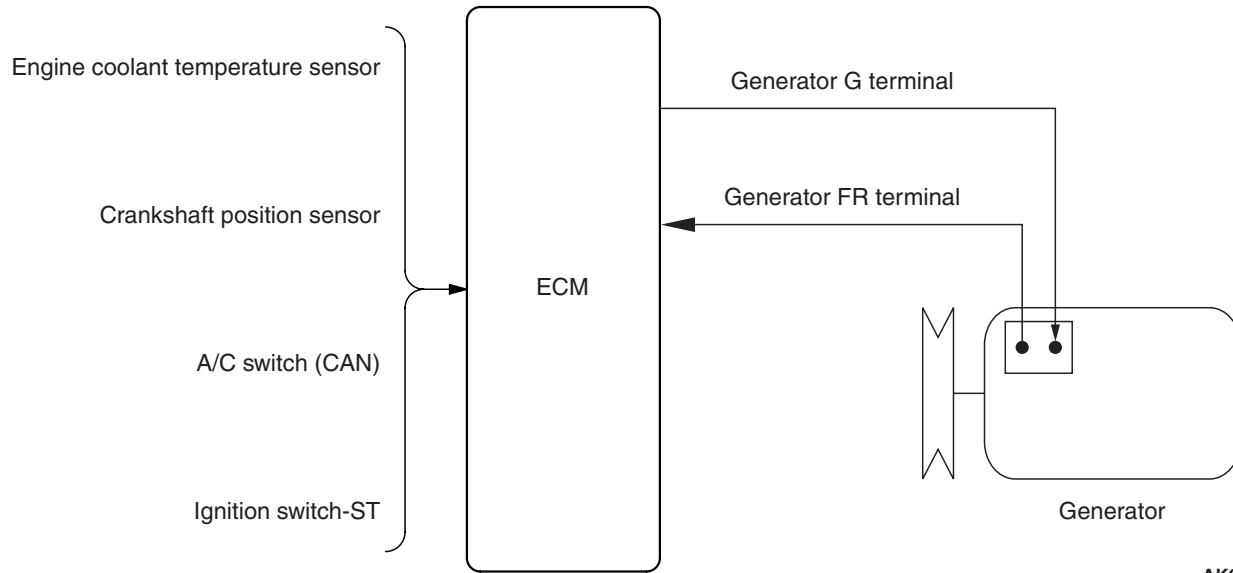 Engine coolant temperature sensor
Crankshaft position sensor
A/C switch (CAN)
Ignition switch-ST
ECM
Generator G terminal
Generator FR terminal
Generator